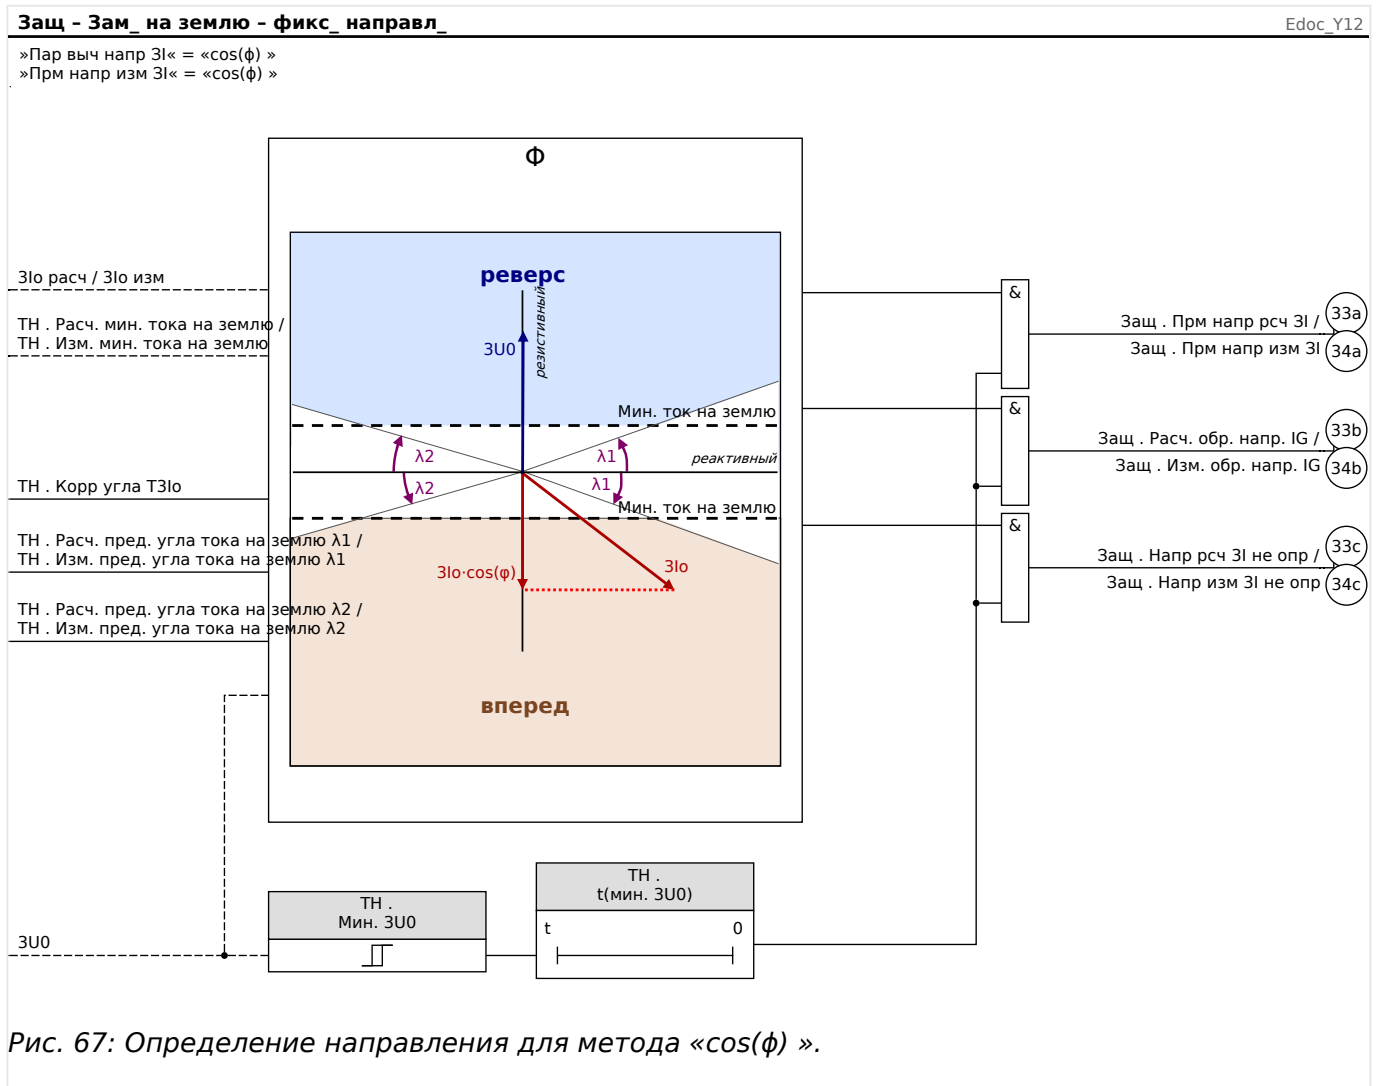 Защ – Зам_ на землю – фикс_ направл_
Edoc_Y12
»Пар выч напр ЗІ« = «cos(ϕ) »
»Прм напр изм ЗІ« = «cos(ϕ) »
Φ
3Io расч / 3Io изм
ТН . Расч. мин. тока на землю /
ТН . Изм. мин. тока на землю
ТН . Корр угла ТЗIo
ТН . Расч. пред. угла тока на землю λ1 /
ТН . Изм. пред. угла тока на землю λ1
ТН . Расч. пред. угла тока на землю λ2 /
ТН . Изм. пред. угла тока на землю λ2
реверс
резистивный
3U0
Мин. ток на землю
λ2
λ1
реактивный
λ2
λ1
Мин. ток на землю
3Io·cos(φ)
3Io
вперед
&
Защ . Прм напр рсч ЗІ /
33a
Защ . Прм напр изм ЗІ
34a
&
Защ . Расч. обр. напр. IG /
33b
Защ . Изм. обр. напр. IG
34b
&
Защ . Напр рсч ЗІ не опр /
33c
Защ . Напр изм ЗІ не опр
34c
3U0
ТН .
Мин. 3U0
ТН .
t(мин. 3U0)
t
0
Рис. 67: Определение направления для метода «cos(ϕ) ».